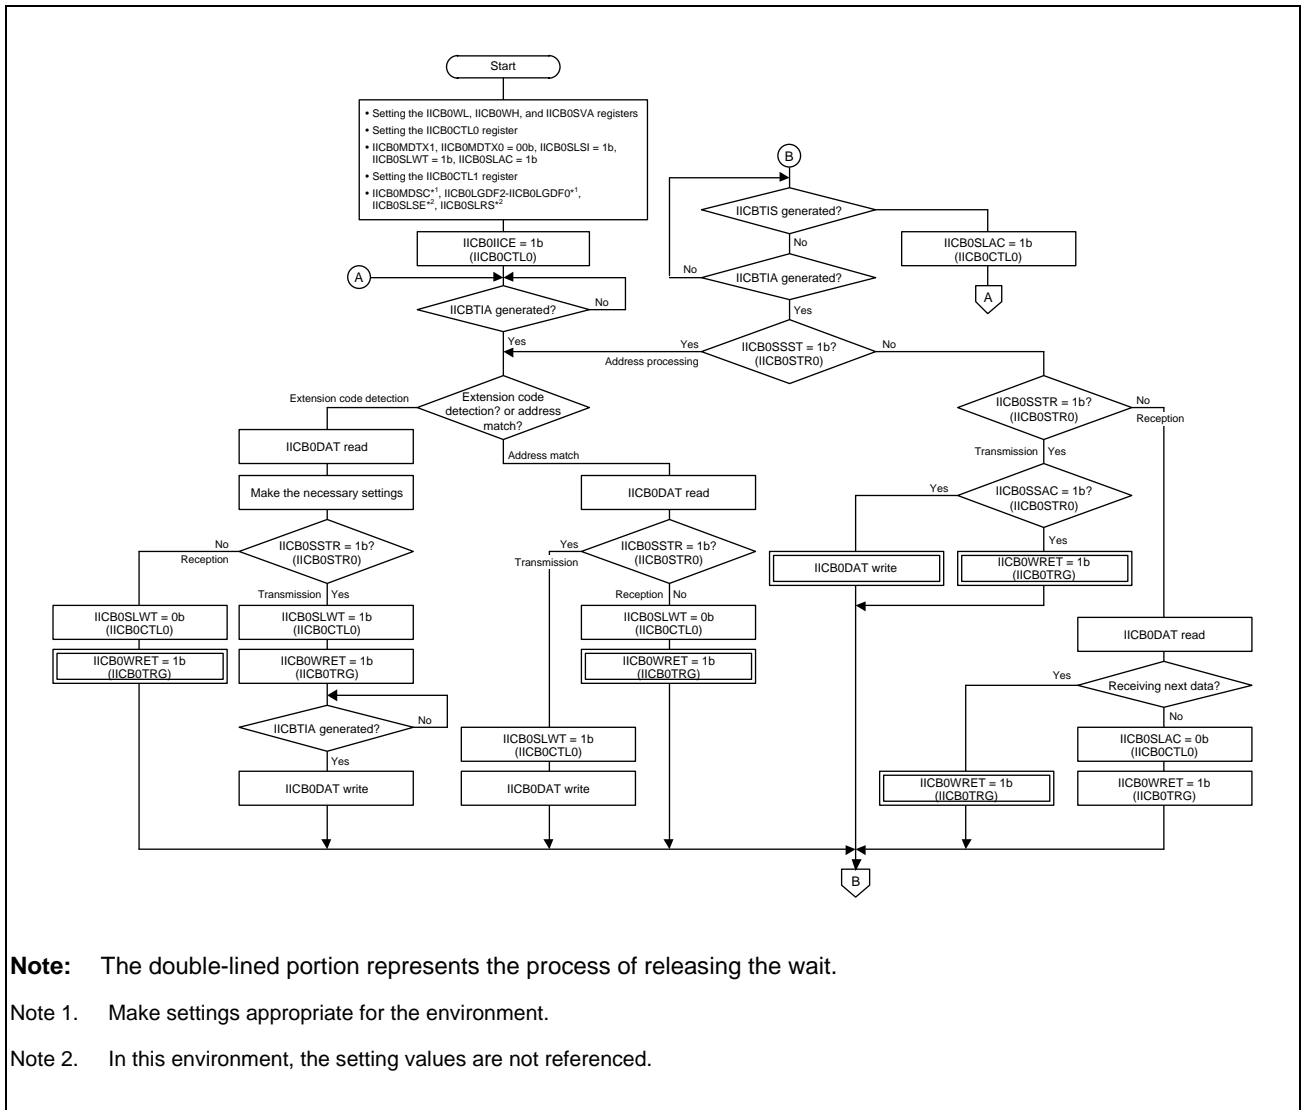 Start
• Setting the IICB0WL, IICB0WH, and IICB0SVA registers
• Setting the IICB0CTL0 register
• IICB0MDTX1, IICB0MDTX0 = 00b, IICB0SLSI = 1b,
IICB0SLWT = 1b, IICB0SLAC = 1b
• Setting the IICB0CTL1 register
• IICB0MDSC*1, IICB0LGDF2-IICB0LGDF0*1,
IICB0SLSE*2, IICB0SLRS*2
IICB0IICE = 1b
(IICB0CTL0)
A
IICBTIA generated?
No
Yes
B
IICBTIS generated?
No
IICB0SLAC = 1b
(IICB0CTL0)
A
No
IICBTIA generated?
Yes
Yes
Address processing
IICB0SSST = 1b?
(IICB0STR0)
No
Extension code detection
Extension code
detection? or address
match?
Address match
IICB0DAT read
Make the necessary settings
No
Reception
IICB0SSTR = 1b?
(IICB0STR0)
Transmission
Yes
IICB0SLWT = 0b
(IICB0CTL0)
IICB0WRET = 1b
(IICB0TRG)
IICB0SLWT = 1b
(IICB0CTL0)
IICB0WRET = 1b
(IICB0TRG)
IICBTIA generated?
No
Yes
IICB0DAT write
IICB0DAT read
Yes
Transmission
IICB0SSTR = 1b?
(IICB0STR0)
Reception
No
IICB0SLWT = 0b
(IICB0CTL0)
IICB0WRET = 1b
(IICB0TRG)
IICB0SLWT = 1b
(IICB0CTL0)
IICB0DAT write
IICB0SSTR = 1b?
(IICB0STR0)
No
Reception
Transmission
Yes
Yes
IICB0SSAC = 1b?
(IICB0STR0)
Yes
IICB0DAT write
IICB0WRET = 1b
(IICB0TRG)
IICB0DAT read
Yes
Receiving next data?
No
IICB0SLAC = 0b
(IICB0CTL0)
IICB0WRET = 1b
(IICB0TRG)
IICB0WRET = 1b
(IICB0TRG)
B
Note: The double-lined portion represents the process of releasing the wait.
Note 1. Make settings appropriate for the environment.
Note 2. In this environment, the setting values are not referenced.